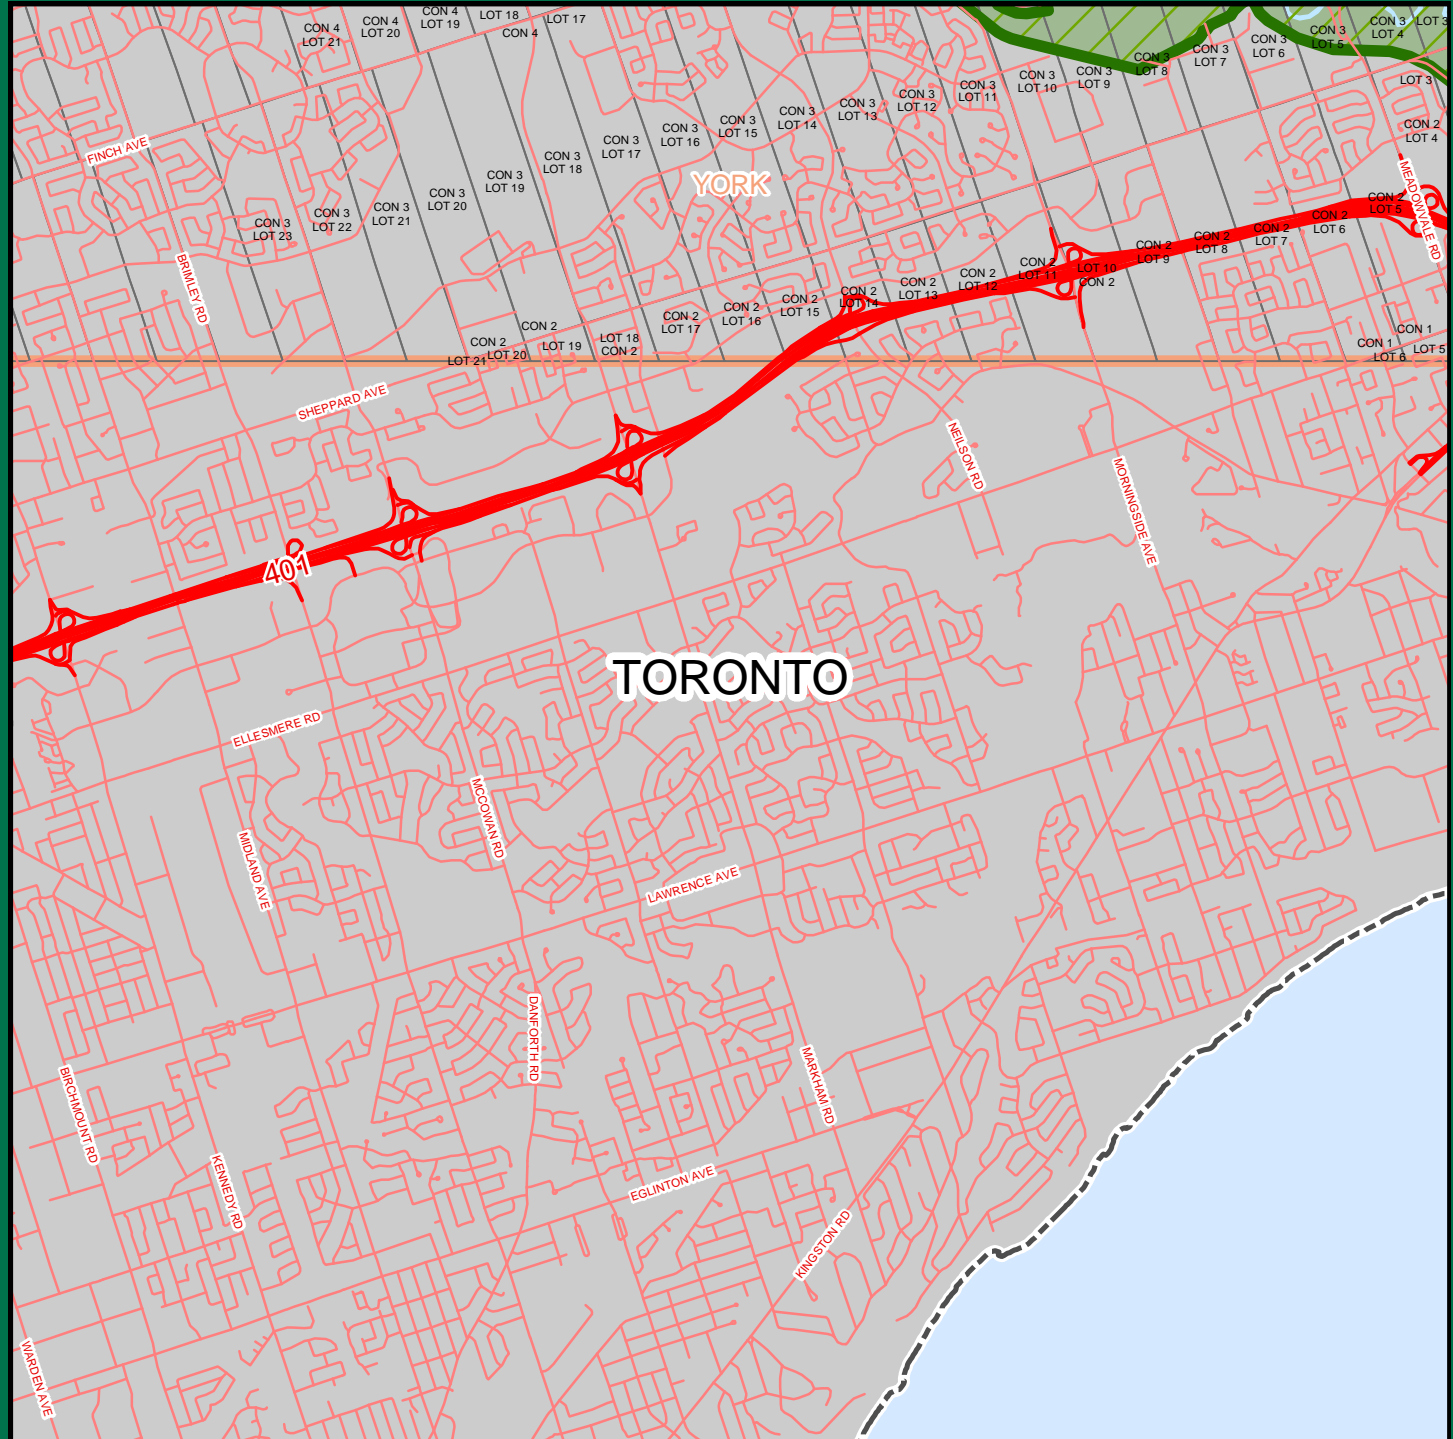 CON 4
LOT 21
CON 4
LOT 20
CON 4
LOT 19
LOT 18
CON 4
LOT 17
CON 3
LOT 4
LOT 3
CON 3
LOT 5
CON 3
LOT 6
CON 3
LOT 7
CON 3
LOT 8
CON 3
LOT 9
CON 3
LOT 10
CON 3
LOT 11
CON 3
LOT 12
CON 3
LOT 13
CON 3
LOT 14
CON 3
LOT 15
CON 3
LOT 16
CON 3
LOT 17
CON 3
LOT 18
CON 3
LOT 19
CON 3
LOT 20
CON 3
LOT 21
CON 3
LOT 22
CON 3
LOT 23
LOT 3
CON 2
LOT 4
FINCH AVE
YORK
MEADOWVALE RD
CON 2
LOT 5
CON 2
LOT 6
CON 2
LOT 7
CON 2
LOT 8
CON 2
LOT 9
LOT 10
CON 2
CON 2
LOT 11
CON 2
LOT 12
CON 2
LOT 13
CON 2
LOT 14
CON 2
LOT 15
CON 2
LOT 16
CON 2
LOT 17
LOT 18
CON 2
CON 2
LOT 19
CON 2
LOT 20
LOT 21
CON 1
LOT 5
CON 1
LOT 6
BRIMLEY RD
SHEPPARD AVE
NEILSON RD
MORNINGSIDE AVE
401
TORONTO
ELLESMERE RD
MCCOWAN RD
MIDLAND AVE
LAWRENCE AVE
DANFORTH RD
MARKHAM RD
BIRCHMOUNT RD
KENNEDY RD
EGLINTON AVE
KINGSTON RD
WARDEN AVE